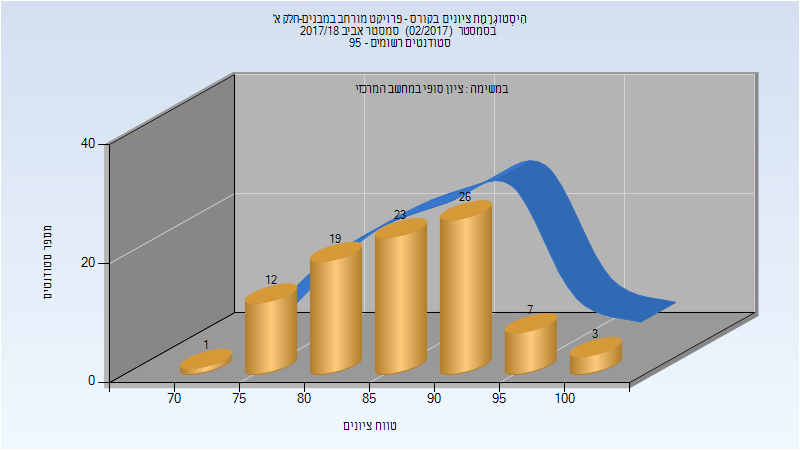 היסטוגרמת ציונים בקורס - פרויקט מורחב במבנים-חלק א'
בסמסטר (02/2017) סמסטר אביב 2017/18
סטודנטים רשומים - 95
במשימה : ציון סופי במחשב המרכזי
מספר סטודנטים
40
20
0
1
12
19
23
26
7
3
70
75
80
85
90
95
100
טווח ציונים